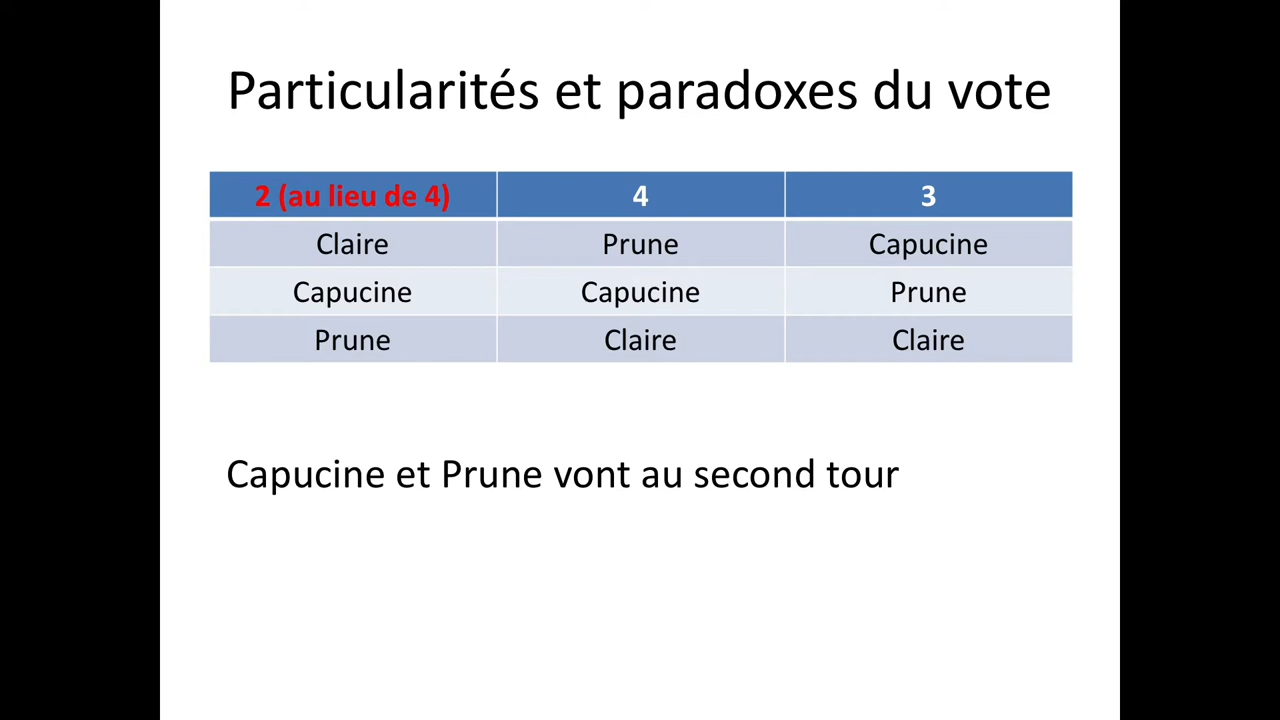 Particularités et paradoxes du vote
2 (au lieu de 4) 4 3
Claire Prune Capucine
Capucine Capucine Prune
Prune Claire Claire
Capucine et Prune vont au second tour